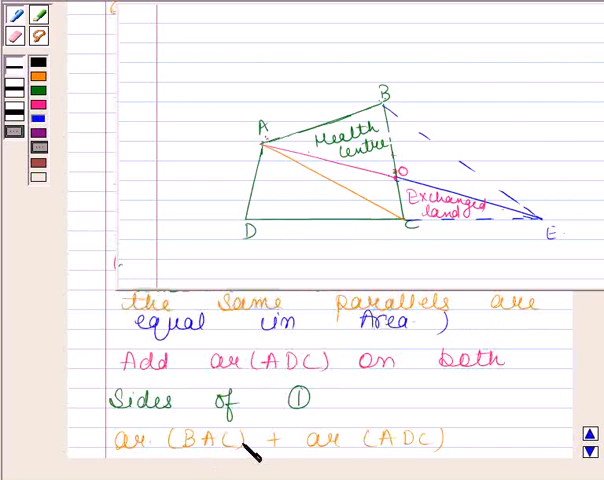 B
A
Health
centre
O
Exchanged
land
D
C
E
the same parallels are
equal in Area.)
Add ar(ADC) on both
Sides of ①
ar. (BAC) + ar (ADC)